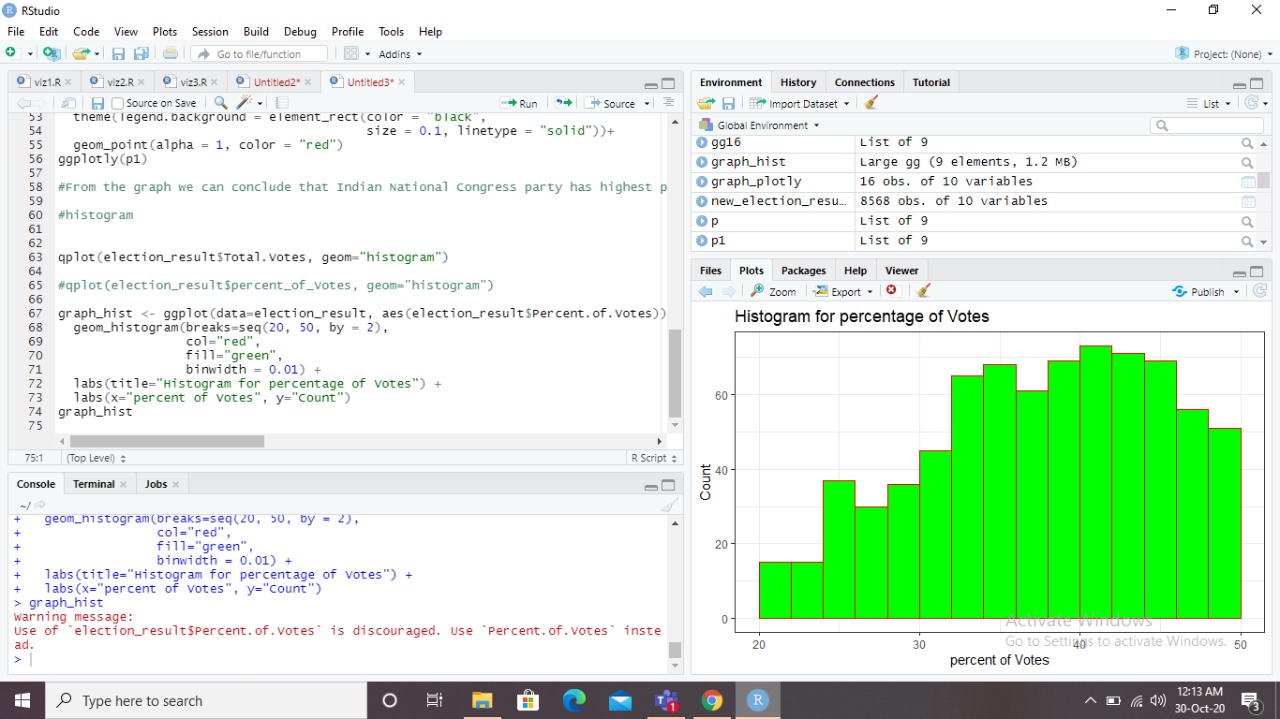 RStudio
File Edit Code View Plots Session Build Debug Profile Tools Help
Go to file/function Addins Project: (None)
viz1.R viz2.R viz3.R Untitled2* Untitled3*
Source on Save Run Source
53 theme(legend.background = element_rect(color = "black",
54 size = 0.1, linetype = "solid"))+
55 geom_point(alpha = 1, color = "red")
56 ggplotly(p1)
57
58 #From the graph we can conclude that Indian National Congress party has highest p
59
60 #histogram
61
62
63 qplot(election_result$Total.Votes, geom="histogram")
64
65 #qplot(election_result$percent_of_Votes, geom="histogram")
66
67 graph_hist <- ggplot(data=election_result, aes(election_result$Percent.of.Votes))
68 geom_histogram(breaks=seq(20, 50, by = 2),
69 col="red",
70 fill="green",
71 binwidth = 0.01) +
72 labs(title="Histogram for percentage of Votes") +
73 labs(x="percent of Votes", y="Count")
74 graph_hist
75
75:1 (Top Level) R Script
Console Terminal Jobs
~/
+ geom_histogram(breaks=seq(20, 50, by = 2),
+ col="red",
+ fill="green",
+ binwidth = 0.01) +
+ labs(title="Histogram for percentage of Votes") +
+ labs(x="percent of Votes", y="Count")
> graph_hist
Warning message:
Use of `election_result$Percent.of.Votes` is discouraged. Use `Percent.of.Votes` inste
ad.
>
Environment History Connections Tutorial
Import Dataset List
Global Environment
gg16 List of 9
graph_hist Large gg (9 elements, 1.2 MB)
graph_plotly 16 obs. of 10 variables
new_election_resu… 8568 obs. of 10 variables
p List of 9
p1 List of 9
Files Plots Packages Help Viewer
Zoom Export Publish
Histogram for percentage of Votes
Count
60
40
20
0
20 30 40 50
percent of Votes
Activate Windows
Go to Settings to activate Windows.
Type here to search
1
R
12:13 AM
30-Oct-20
3